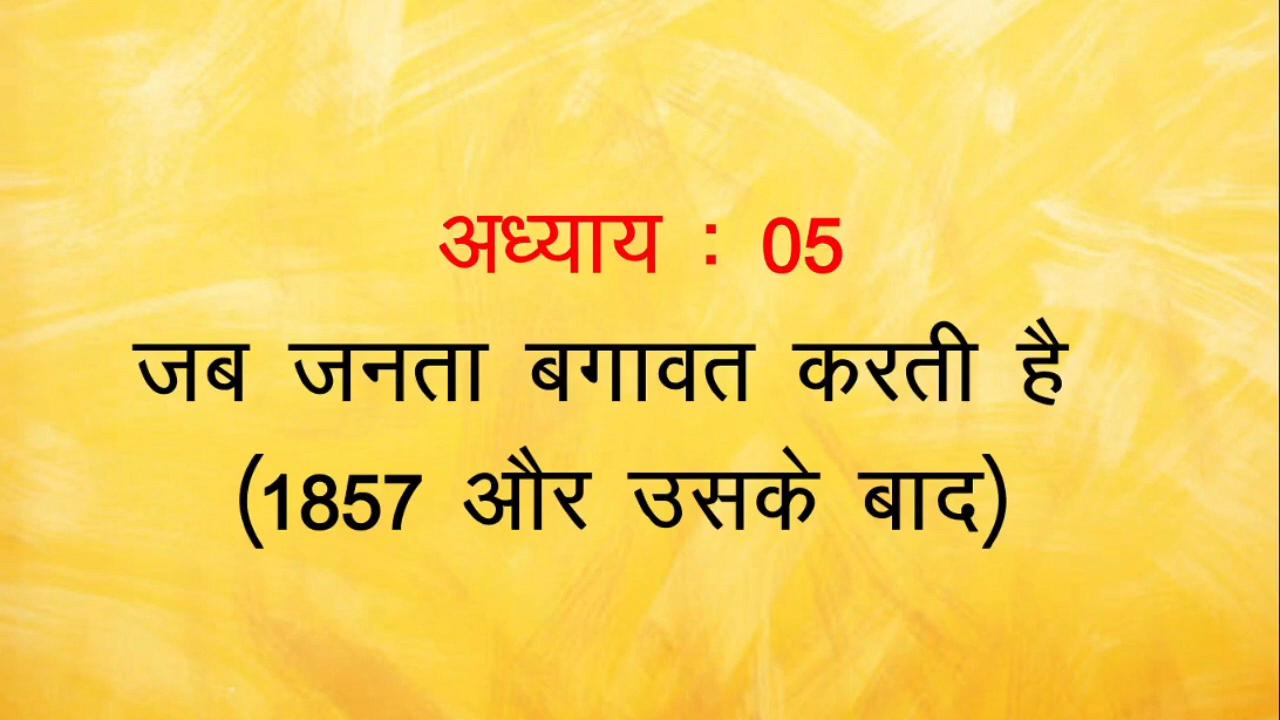 अध्याय : 05
जब जनता बगावत करती है
(1857 और उसके बाद)